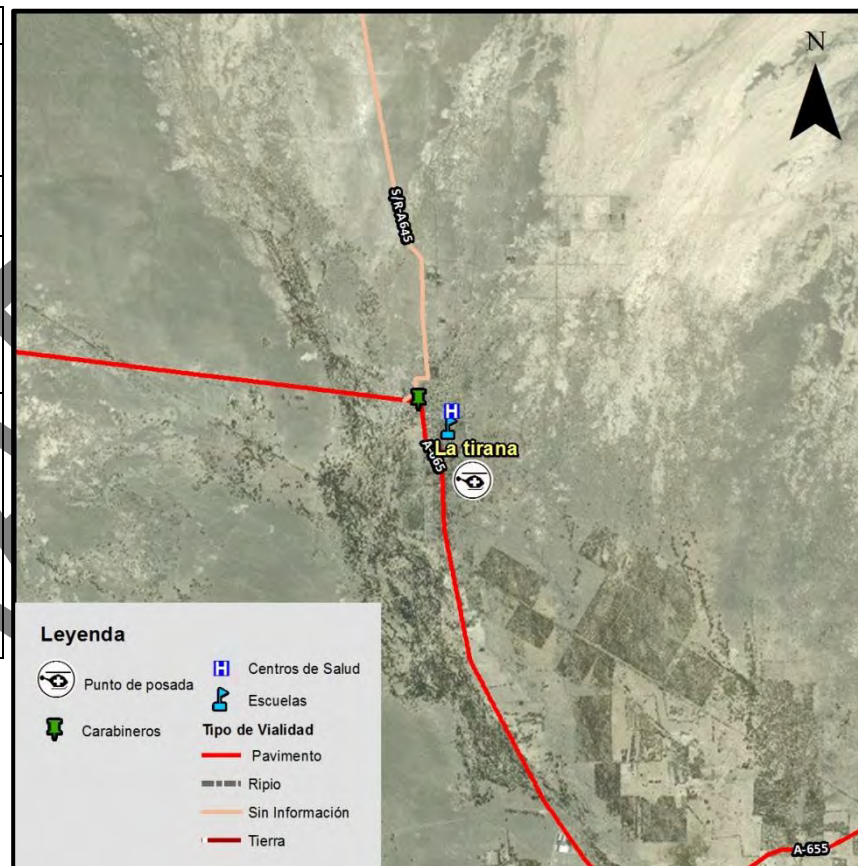 N
S/R-A645
La tirana
Leyenda
Punto de posada
Carabineros
Centros de Salud
Escuelas
Tipo de Vialidad
Pavimento
Ripio
Sin Información
Tierra
A-655